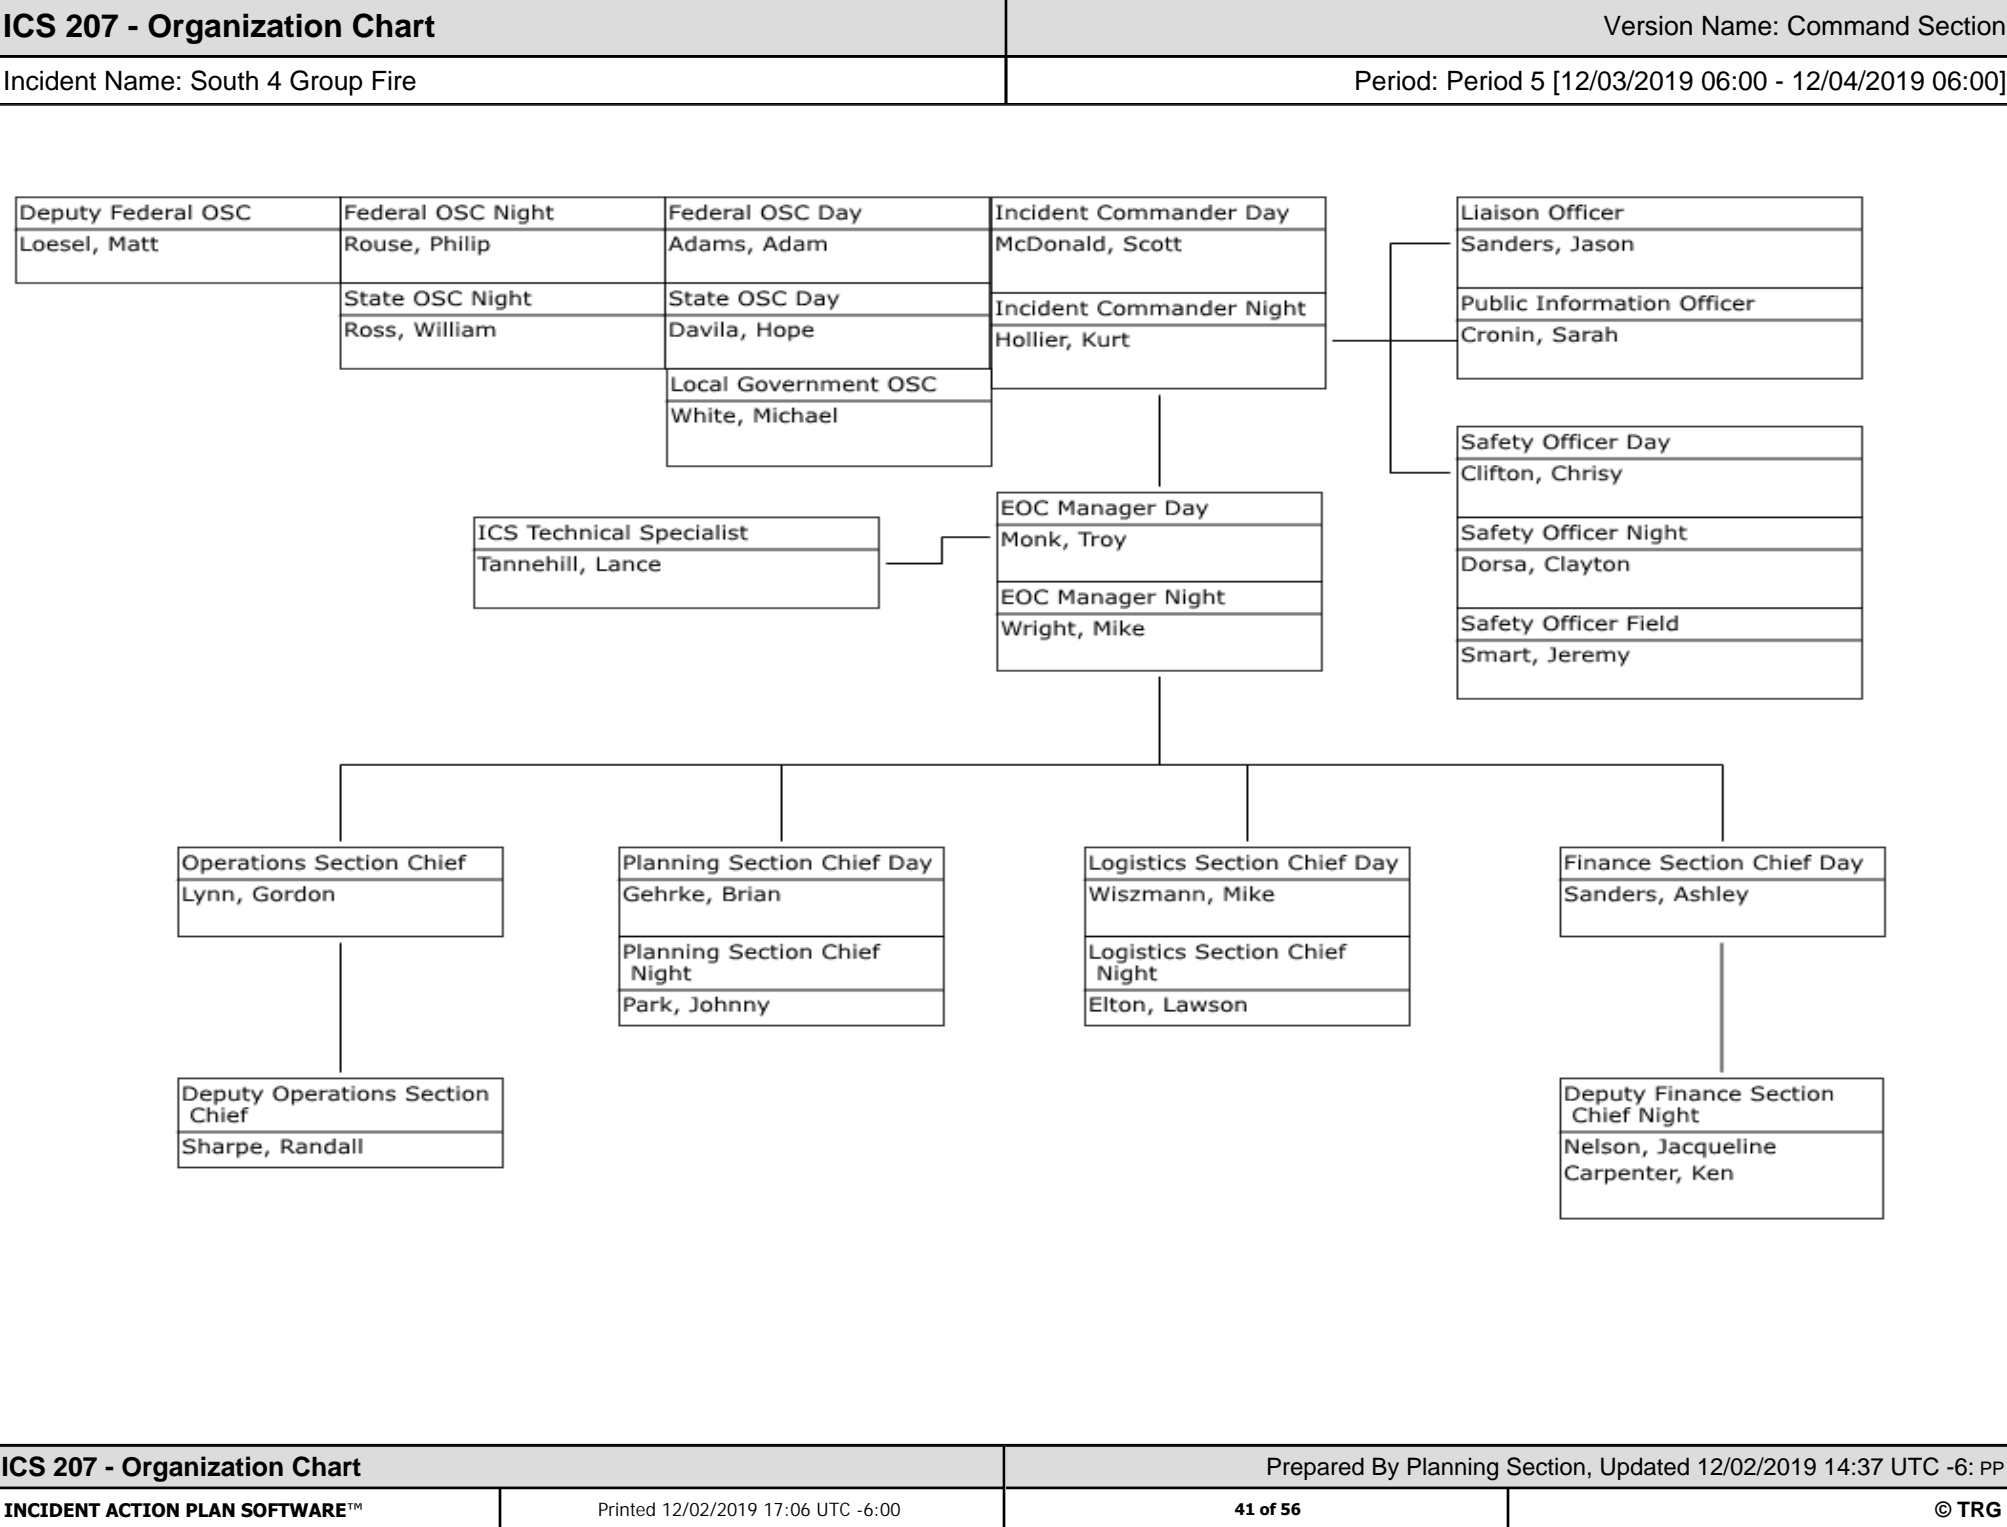 ICS 207 - Organization Chart
Version Name: Command Section
Incident Name: South 4 Group Fire
Period: Period 5 [12/03/2019 06:00 - 12/04/2019 06:00]
Deputy Federal OSC
Loesel, Matt
Federal OSC Night
Rouse, Philip
State OSC Night
Ross, William
Federal OSC Day
Adams, Adam
State OSC Day
Davila, Hope
Local Government OSC
White, Michael
Incident Commander Day
McDonald, Scott
Incident Commander Night
Hollier, Kurt
Liaison Officer
Sanders, Jason
Public Information Officer
Cronin, Sarah
Safety Officer Day
Clifton, Chrisy
Safety Officer Night
Dorsa, Clayton
Safety Officer Field
Smart, Jeremy
ICS Technical Specialist
Tannehill, Lance
EOC Manager Day
Monk, Troy
EOC Manager Night
Wright, Mike
Operations Section Chief
Lynn, Gordon
Deputy Operations Section
Chief
Sharpe, Randall
Planning Section Chief Day
Gehrke, Brian
Planning Section Chief
Night
Park, Johnny
Logistics Section Chief Day
Wiszmann, Mike
Logistics Section Chief
Night
Elton, Lawson
Finance Section Chief Day
Sanders, Ashley
Deputy Finance Section
Chief Night
Nelson, Jacqueline
Carpenter, Ken
ICS 207 - Organization Chart
Prepared By Planning Section, Updated 12/02/2019 14:37 UTC -6: PP
INCIDENT ACTION PLAN SOFTWARE™
Printed 12/02/2019 17:06 UTC -6:00
41 of 56
© TRG